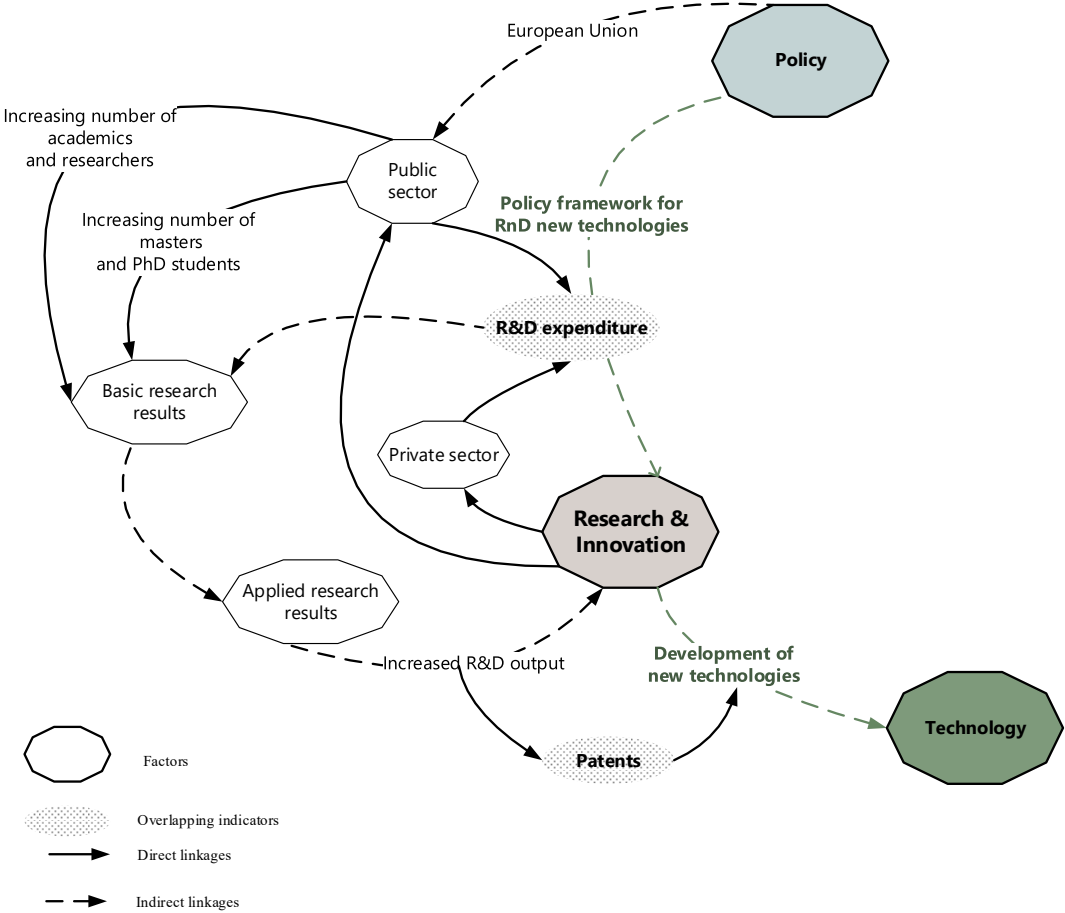 European Union
Policy
Increasing number of
academics
and researchers
Public
sector
Increasing number of
masters
and PhD students
Policy framework for
RnD new technologies
R&D expenditure
Basic research
results
Private sector
Research &
Innovation
Applied research
results
Increased R&D output
Development of
new technologies
Technology
Patents
Factors
Overlapping indicators
Direct linkages
Indirect linkages